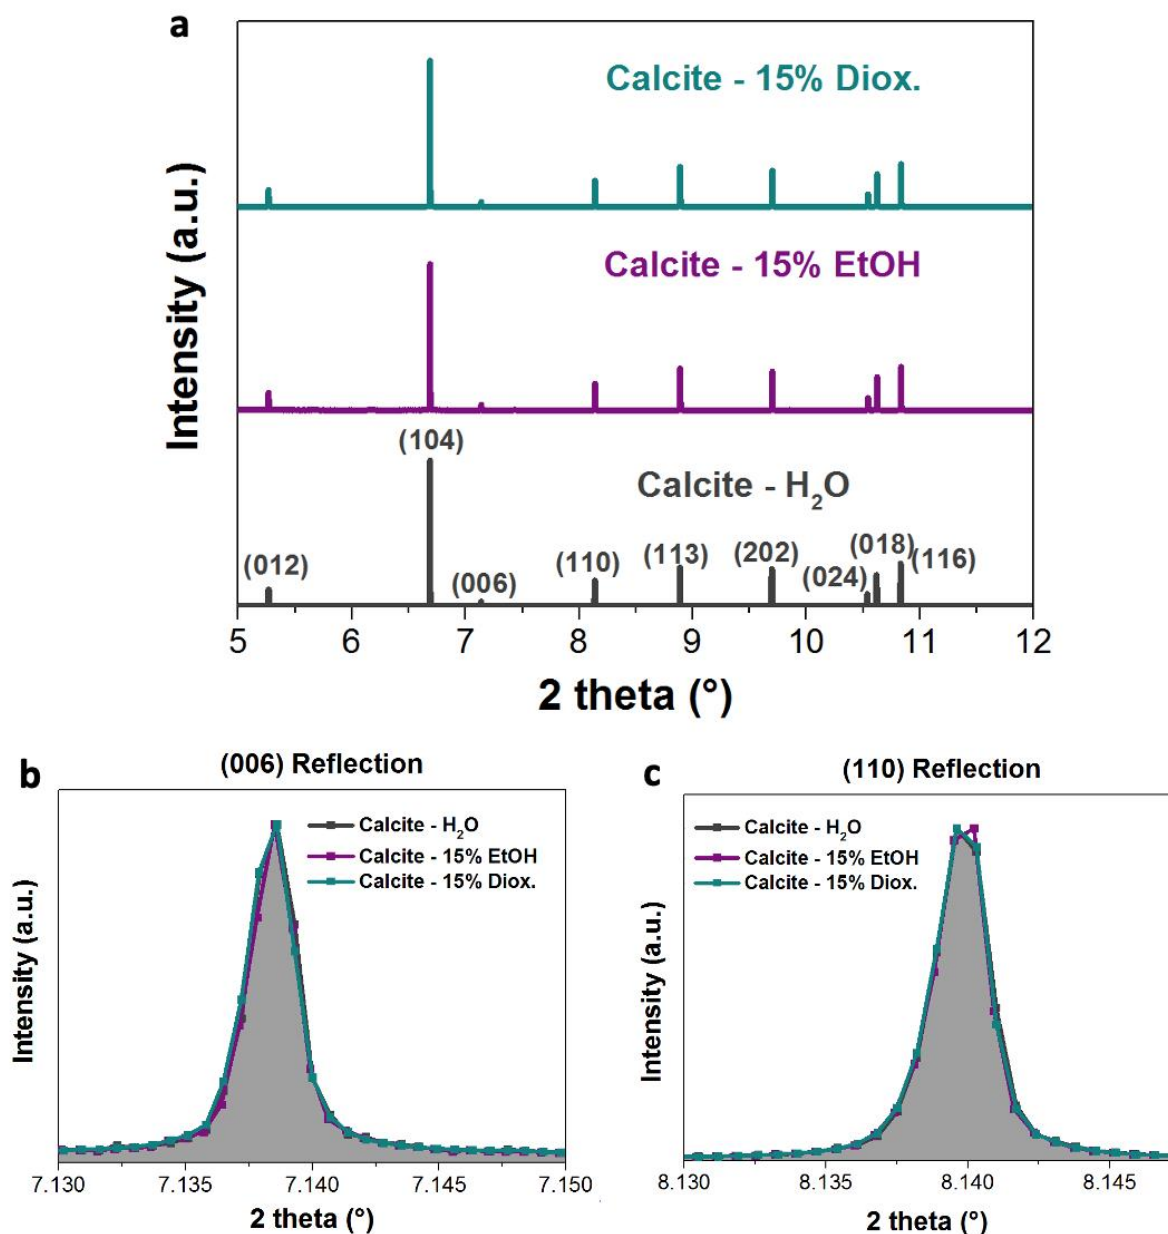 a
Calcite - 15% Diox.
Calcite - 15% EtOH
Calcite - H₂O
(012)
(104)
(006)
(110)
(113)
(202)
(024)
(018)
(116)
Intensity (a.u.)
5 6 7 8 9 10 11 12
2 theta (°)
b
(006) Reflection
Calcite - H₂O
Calcite - 15% EtOH
Calcite - 15% Diox.
Intensity (a.u.)
7.130 7.135 7.140 7.145 7.150
2 theta (°)
c
(110) Reflection
Calcite - H₂O
Calcite - 15% EtOH
Calcite - 15% Diox.
Intensity (a.u.)
8.130 8.135 8.140 8.145
2 theta (°)